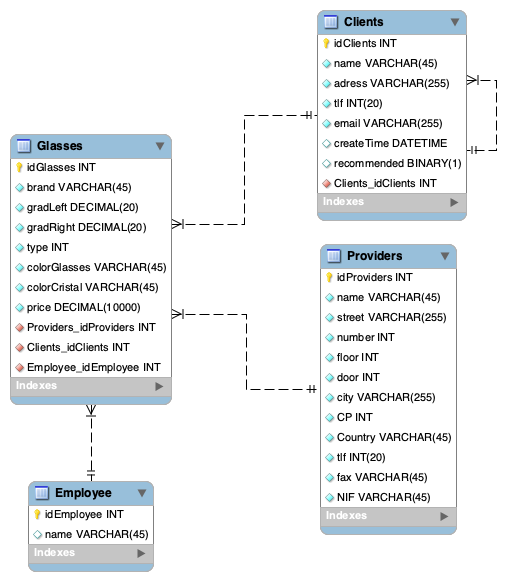 Clients
idClients INT
name VARCHAR(45)
adress VARCHAR(255)
tlf INT(20)
email VARCHAR(255)
createTime DATETIME
recommended BINARY(1)
Clients_idClients INT
Indexes
Glasses
idGlasses INT
brand VARCHAR(45)
gradLeft DECIMAL(20)
gradRight DECIMAL(20)
type INT
colorGlasses VARCHAR(45)
colorCristal VARCHAR(45)
price DECIMAL(10000)
Providers_idProviders INT
Clients_idClients INT
Employee_idEmployee INT
Indexes
Providers
idProviders INT
name VARCHAR(45)
street VARCHAR(255)
number INT
floor INT
door INT
city VARCHAR(255)
CP INT
Country VARCHAR(45)
tlf INT(20)
fax VARCHAR(45)
NIF VARCHAR(45)
Indexes
Employee
idEmployee INT
name VARCHAR(45)
Indexes